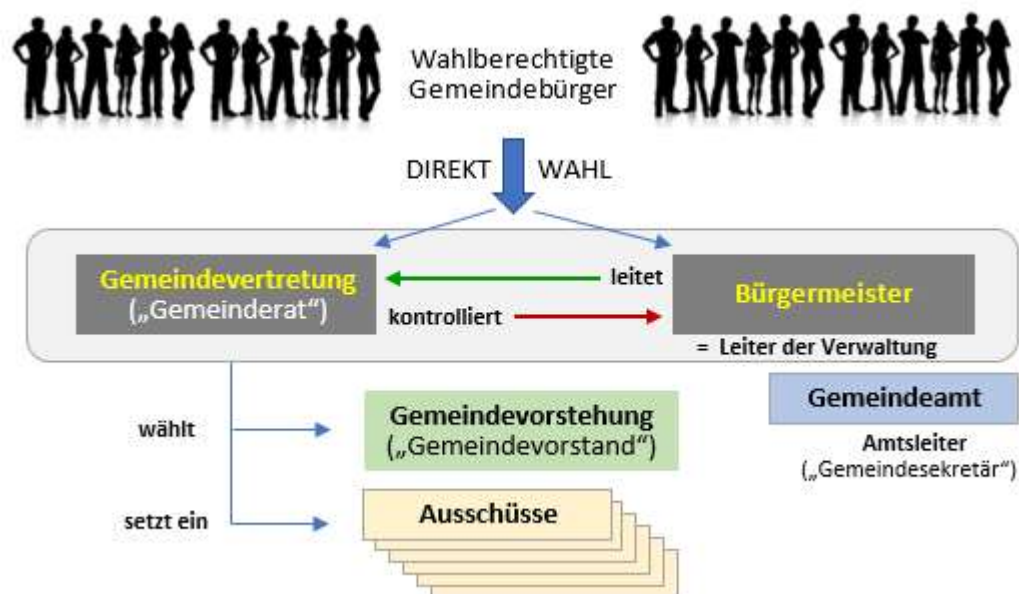 Wahlberechtigte
Gemeindebürger
DIREKT WAHL
Gemeindevertretung
(„Gemeinderat“)
leitet
kontrolliert
Bürgermeister
= Leiter der Verwaltung
Gemeindeamt
Amtsleiter
(„Gemeindesekretär“)
wählt
Gemeindevorstehung
(„Gemeindevorstand“)
setzt ein
Ausschüsse